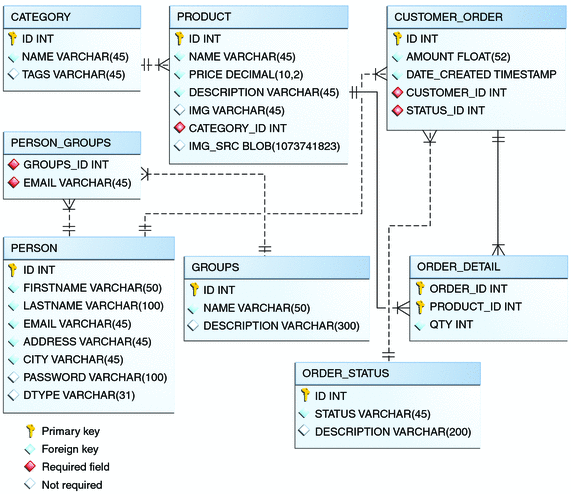 CATEGORY
ID INT
NAME VARCHAR(45)
TAGS VARCHAR(45)
PRODUCT
ID INT
NAME VARCHAR(45)
PRICE DECIMAL(10,2)
DESCRIPTION VARCHAR(45)
IMG VARCHAR(45)
CATEGORY_ID INT
IMG_SRC BLOB(1073741823)
CUSTOMER_ORDER
ID INT
AMOUNT FLOAT(52)
DATE_CREATED TIMESTAMP
CUSTOMER_ID INT
STATUS_ID INT
PERSON_GROUPS
GROUPS_ID INT
EMAIL VARCHAR(45)
PERSON
ID INT
FIRSTNAME VARCHAR(50)
LASTNAME VARCHAR(100)
EMAIL VARCHAR(45)
ADDRESS VARCHAR(45)
CITY VARCHAR(45)
PASSWORD VARCHAR(100)
DTYPE VARCHAR(31)
GROUPS
ID INT
NAME VARCHAR(50)
DESCRIPTION VARCHAR(300)
ORDER_DETAIL
ORDER_ID INT
PRODUCT_ID INT
QTY INT
ORDER_STATUS
ID INT
STATUS VARCHAR(45)
DESCRIPTION VARCHAR(200)
Primary key
Foreign key
Required field
Not required